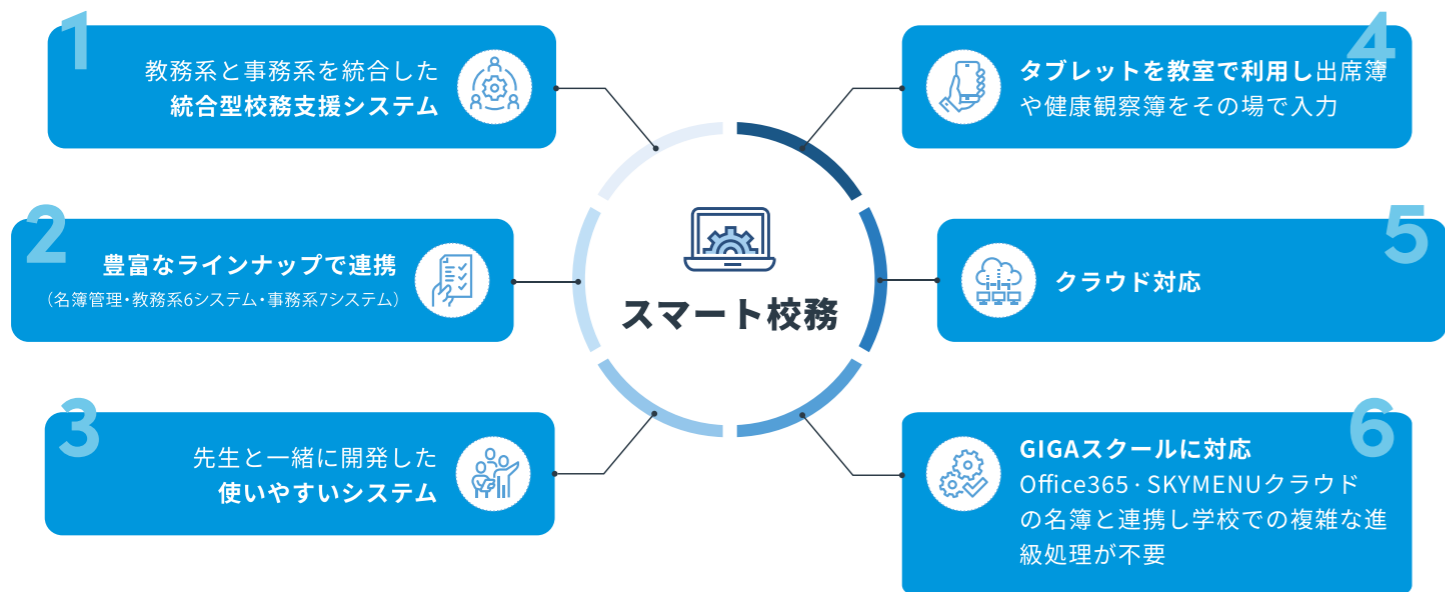 1
教務系と事務系を統合した
統合型校務支援システム
2
豊富なラインナップで連携
（名簿管理・教務系6システム・事務系7システム）
3
先生と一緒に開発した
使いやすいシステム
スマート校務
4
タブレットを教室で利用し出席簿
や健康観察簿をその場で入力
5
クラウド対応
6
GIGAスクールに対応
Office365・SKYMENUクラウド
の名簿と連携し学校での複雑な進
級処理が不要